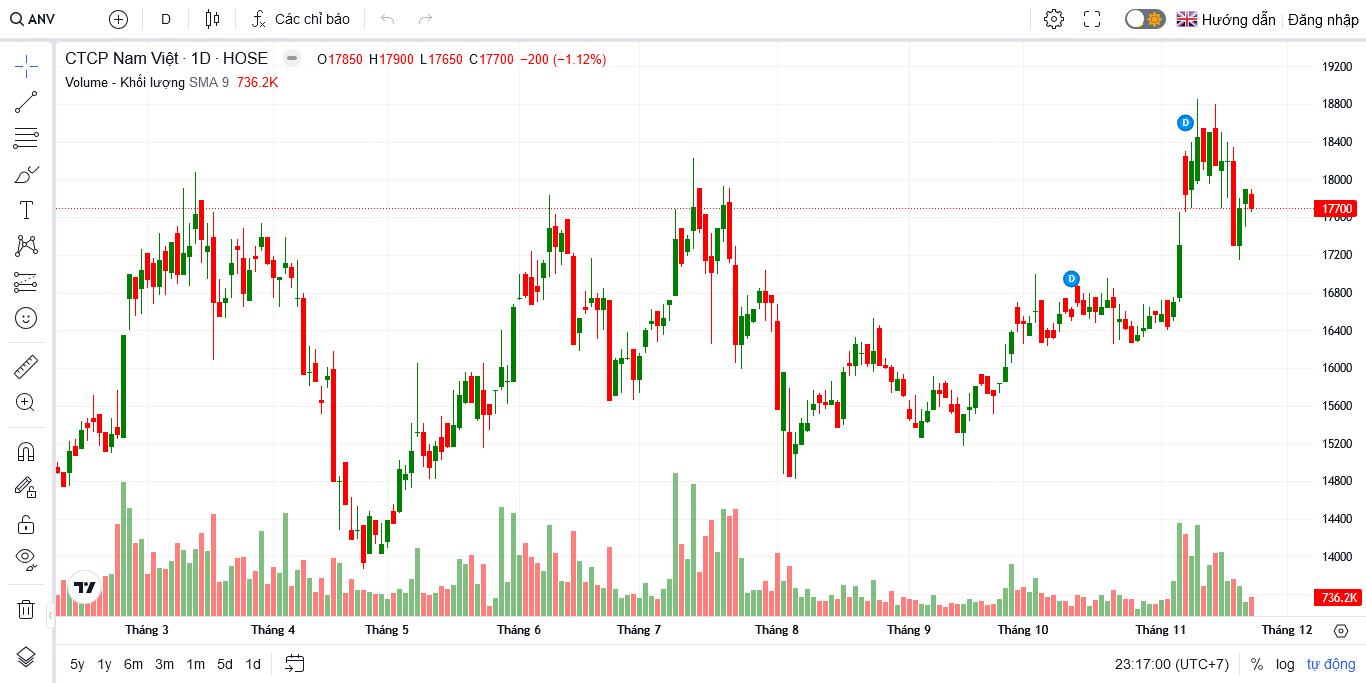 ANV D Các chỉ báo Hướng dẫn Đăng nhập
CTCP Nam Việt · 1D · HOSE O17850 H17900 L17650 C17700 −200 (−1.12%)
Volume - Khối lượng SMA 9 736.2K
19200
18800
D
18400
18000
17700
17600
17200
D
16800
16400
16000
15600
15200
14800
14400
14000
736.2K
Tháng 3 Tháng 4 Tháng 5 Tháng 6 Tháng 7 Tháng 8 Tháng 9 Tháng 10 Tháng 11 Tháng 12
5y 1y 6m 3m 1m 5d 1d 23:17:00 (UTC+7) % log tự động